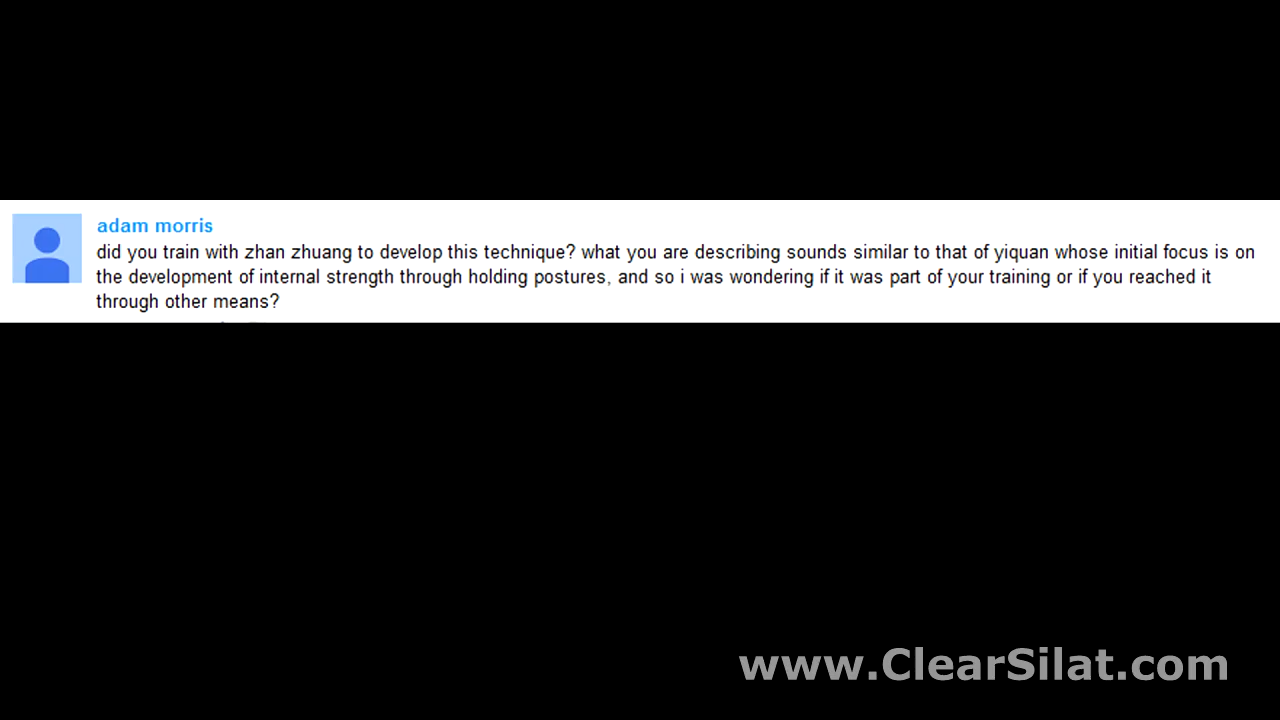 adam morris
did you train with zhan zhuang to develop this technique? what you are describing sounds similar to that of yiquan whose initial focus is on
the development of internal strength through holding postures, and so i was wondering if it was part of your training or if you reached it
through other means?
www.ClearSilat.com